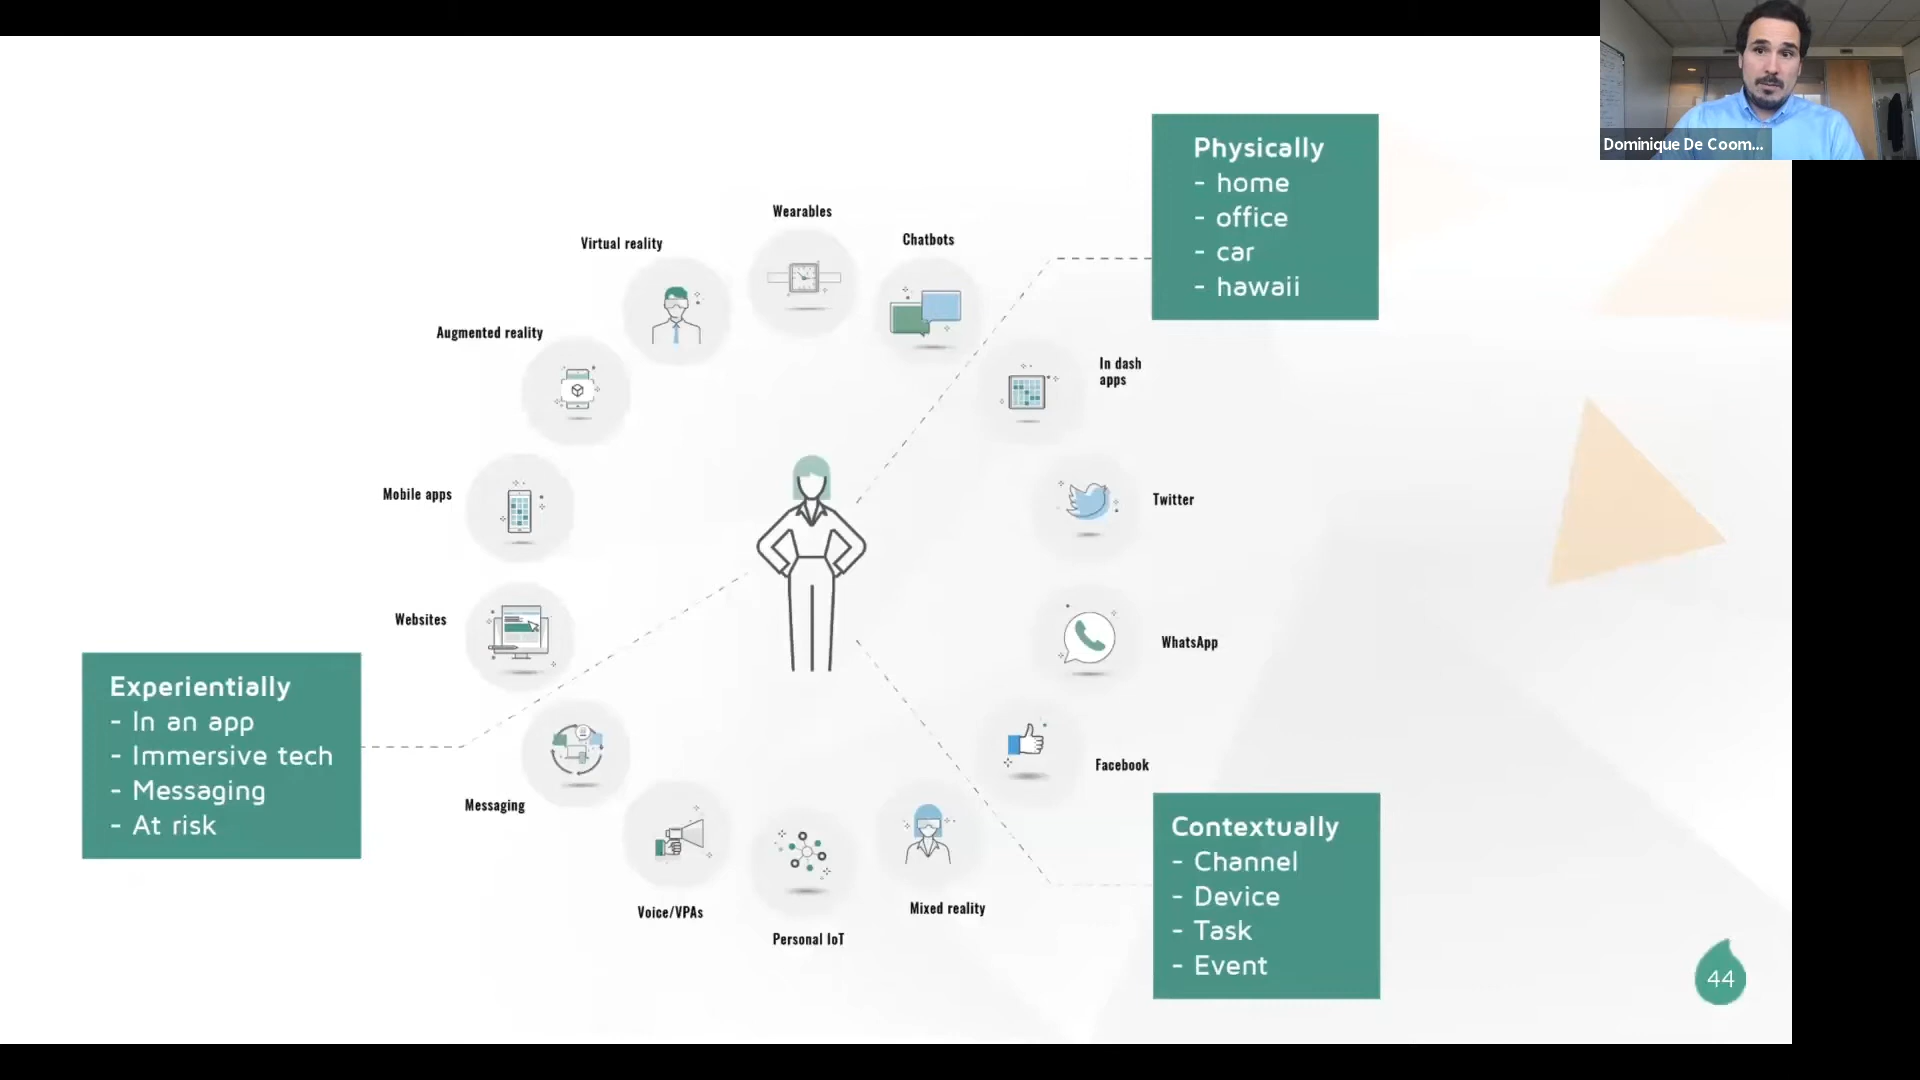 Dominique De Coom...
Physically
- home
- office
- car
- hawaii
Wearables
Virtual reality
Chatbots
Augmented reality
In dash
apps
Mobile apps
Twitter
Websites
WhatsApp
Experientially
- In an app
- Immersive tech
- Messaging
- At risk
Messaging
Facebook
Voice/VPAs
Personal IoT
Mixed reality
Contextually
- Channel
- Device
- Task
- Event
44